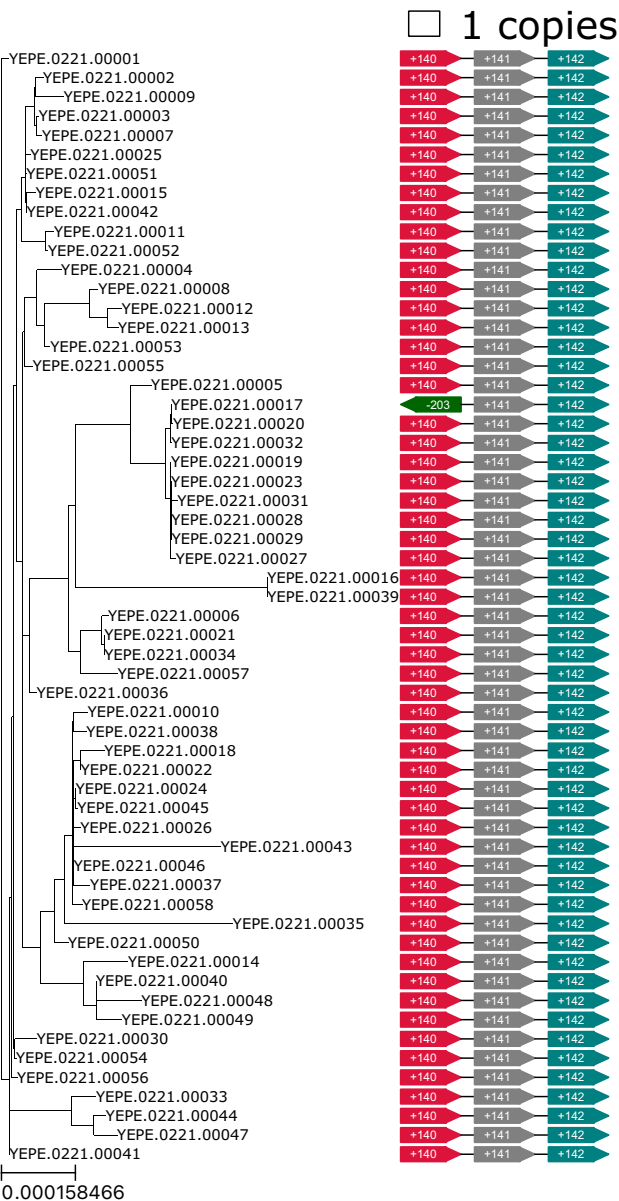 1 copies
YEPE.0221.00001 +140 +141 +142
YEPE.0221.00002 +140 +141 +142
YEPE.0221.00009 +140 +141 +142
YEPE.0221.00003 +140 +141 +142
YEPE.0221.00007 +140 +141 +142
YEPE.0221.00025 +140 +141 +142
YEPE.0221.00051 +140 +141 +142
YEPE.0221.00015 +140 +141 +142
YEPE.0221.00042 +140 +141 +142
YEPE.0221.00011 +140 +141 +142
YEPE.0221.00052 +140 +141 +142
YEPE.0221.00004 +140 +141 +142
YEPE.0221.00008 +140 +141 +142
YEPE.0221.00012 +140 +141 +142
YEPE.0221.00013 +140 +141 +142
YEPE.0221.00053 +140 +141 +142
YEPE.0221.00055 +140 +141 +142
YEPE.0221.00005 +140 +141 +142
YEPE.0221.00017 -203 +141 +142
YEPE.0221.00020 +140 +141 +142
YEPE.0221.00032 +140 +141 +142
YEPE.0221.00019 +140 +141 +142
YEPE.0221.00023 +140 +141 +142
YEPE.0221.00031 +140 +141 +142
YEPE.0221.00028 +140 +141 +142
YEPE.0221.00029 +140 +141 +142
YEPE.0221.00027 +140 +141 +142
YEPE.0221.00016 +140 +141 +142
YEPE.0221.00039 +140 +141 +142
YEPE.0221.00006 +140 +141 +142
YEPE.0221.00021 +140 +141 +142
YEPE.0221.00034 +140 +141 +142
YEPE.0221.00057 +140 +141 +142
YEPE.0221.00036 +140 +141 +142
YEPE.0221.00010 +140 +141 +142
YEPE.0221.00038 +140 +141 +142
YEPE.0221.00018 +140 +141 +142
YEPE.0221.00022 +140 +141 +142
YEPE.0221.00024 +140 +141 +142
YEPE.0221.00045 +140 +141 +142
YEPE.0221.00026 +140 +141 +142
YEPE.0221.00043 +140 +141 +142
YEPE.0221.00046 +140 +141 +142
YEPE.0221.00037 +140 +141 +142
YEPE.0221.00058 +140 +141 +142
YEPE.0221.00035 +140 +141 +142
YEPE.0221.00050 +140 +141 +142
YEPE.0221.00014 +140 +141 +142
YEPE.0221.00040 +140 +141 +142
YEPE.0221.00048 +140 +141 +142
YEPE.0221.00049 +140 +141 +142
YEPE.0221.00030 +140 +141 +142
YEPE.0221.00054 +140 +141 +142
YEPE.0221.00056 +140 +141 +142
YEPE.0221.00033 +140 +141 +142
YEPE.0221.00044 +140 +141 +142
YEPE.0221.00047 +140 +141 +142
YEPE.0221.00041 +140 +141 +142
0.000158466